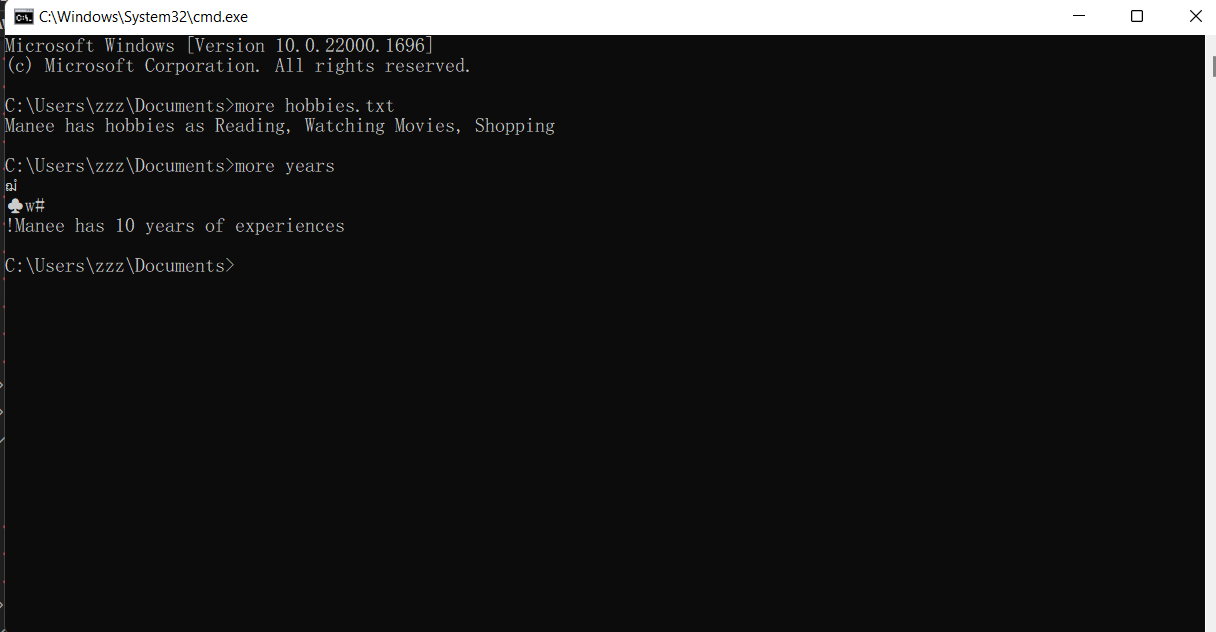 C:\Windows\System32\cmd.exe
Microsoft Windows [Version 10.0.22000.1696]
(c) Microsoft Corporation. All rights reserved.
C:\Users\zzz\Documents>more hobbies.txt
Manee has hobbies as Reading, Watching Movies, Shopping
C:\Users\zzz\Documents>more years
♣w#
!Manee has 10 years of experiences
C:\Users\zzz\Documents>